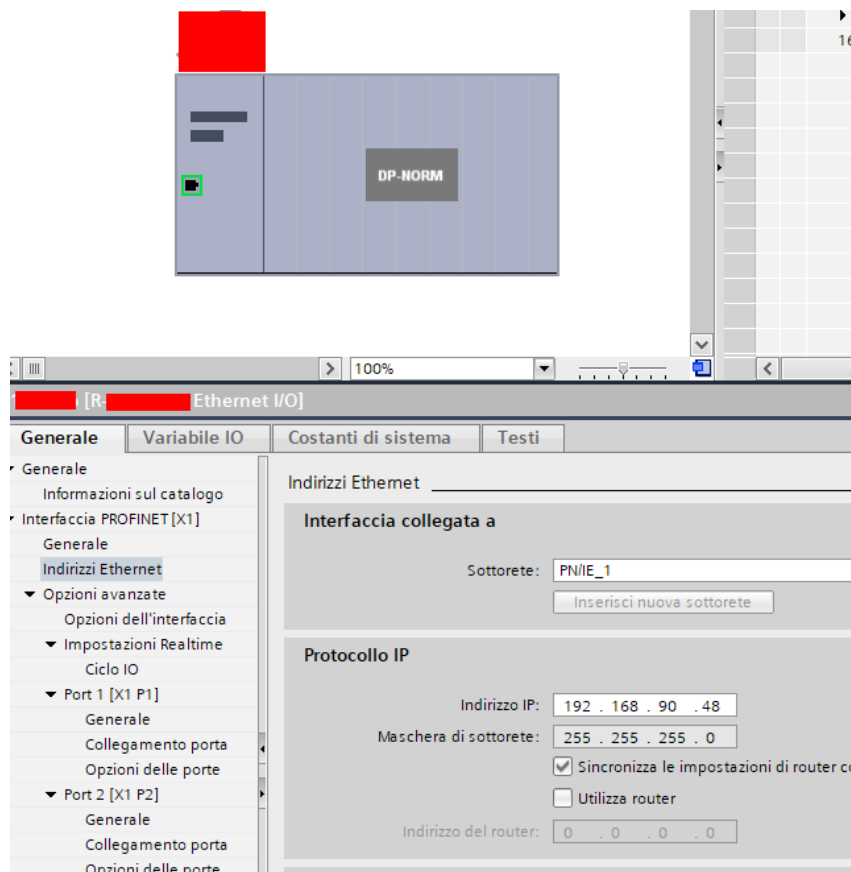 16
DP-NORM
100%
[R- Ethernet I/O]
Generale
Variabile IO
Costanti di sistema
Testi
Generale
Informazioni sul catalogo
Interfaccia PROFINET [X1]
Generale
Indirizzi Ethernet
Opzioni avanzate
Opzioni dell'interfaccia
Impostazioni Realtime
Ciclo IO
Port 1 [X1 P1]
Generale
Collegamento porta
Opzioni delle porte
Port 2 [X1 P2]
Generale
Collegamento porta
Opzioni delle porte
Indirizzi Ethernet
Interfaccia collegata a
Sottorete: PN/IE_1
Inserisci nuova sottorete
Protocollo IP
Indirizzo IP: 192 . 168 . 90 . 48
Maschera di sottorete: 255 . 255 . 255 . 0
Sincronizza le impostazioni di router co
Utilizza router
Indirizzo del router: 0 . 0 . 0 . 0